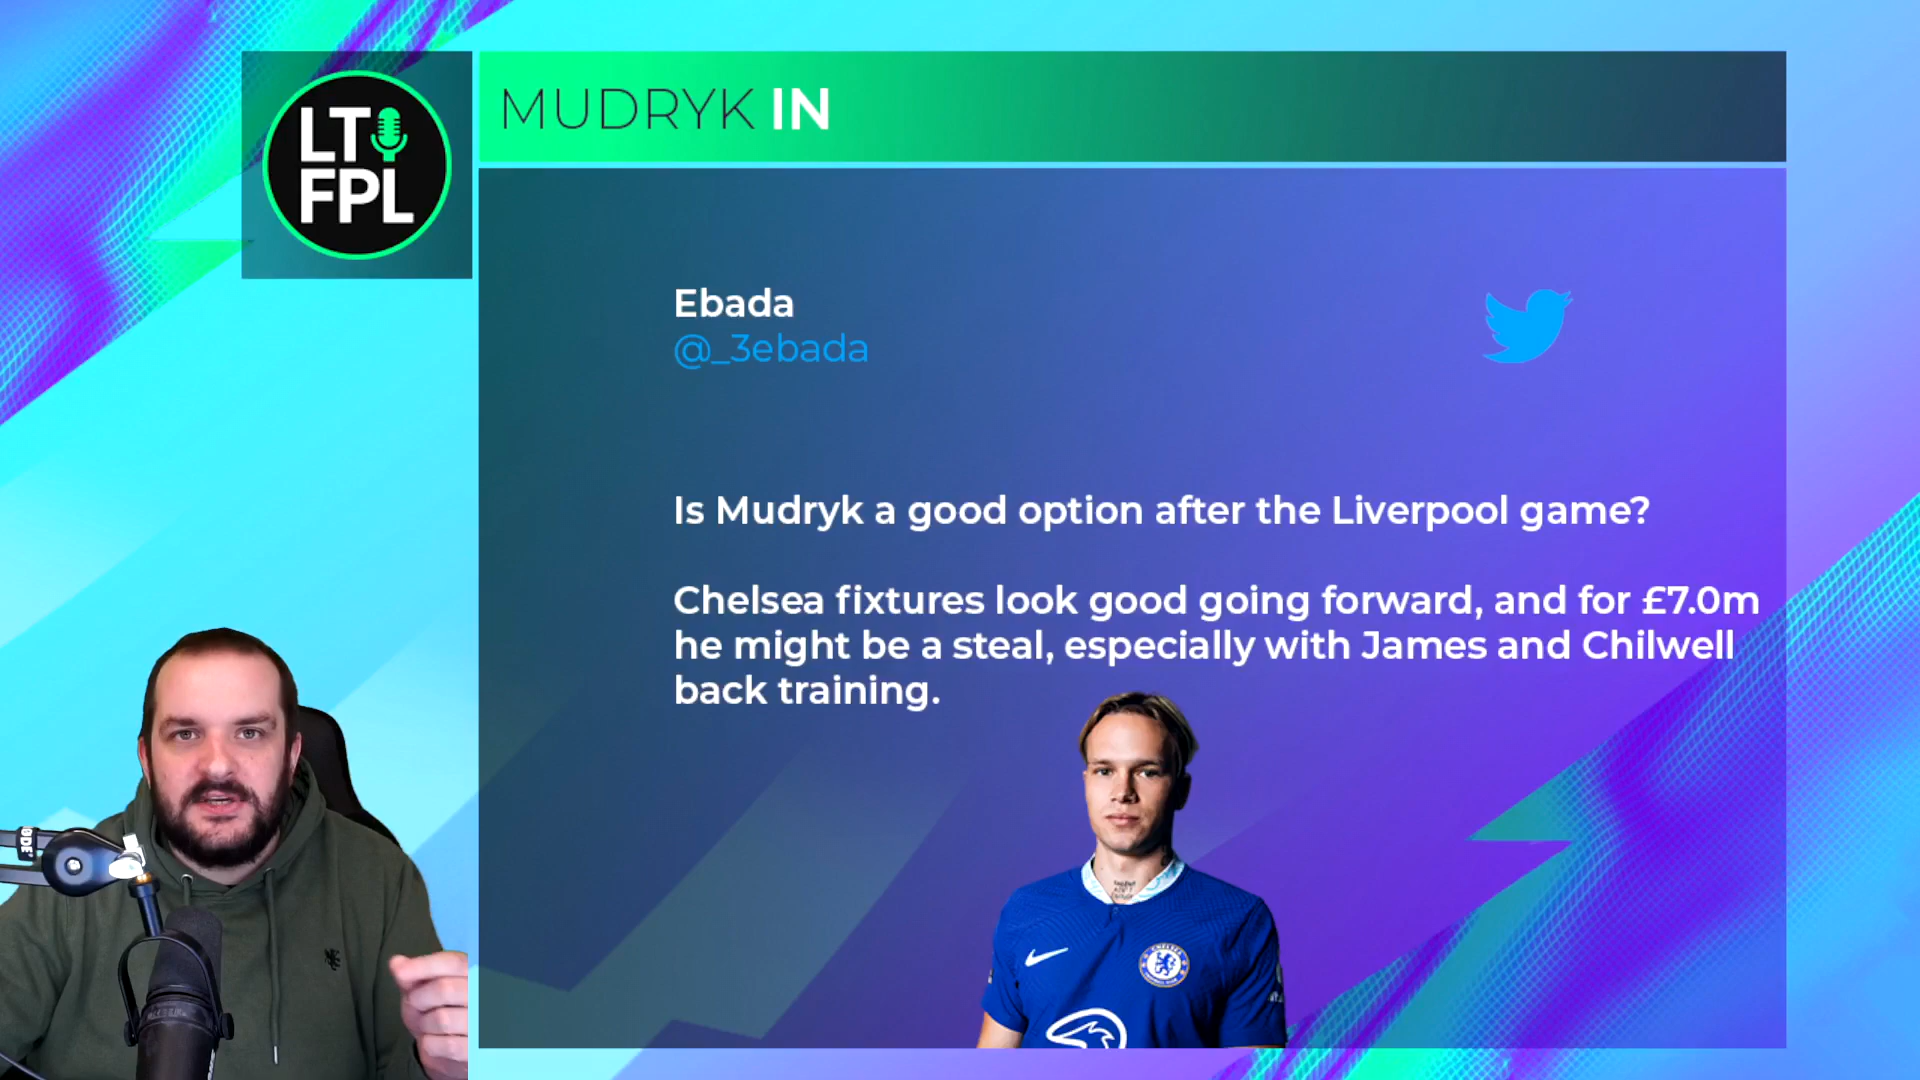 LT
FPL
MUDRYK IN
Ebada
@_3ebada
Is Mudryk a good option after the Liverpool game?
Chelsea fixtures look good going forward, and for £7.0m
he might be a steal, especially with James and Chilwell
back training.